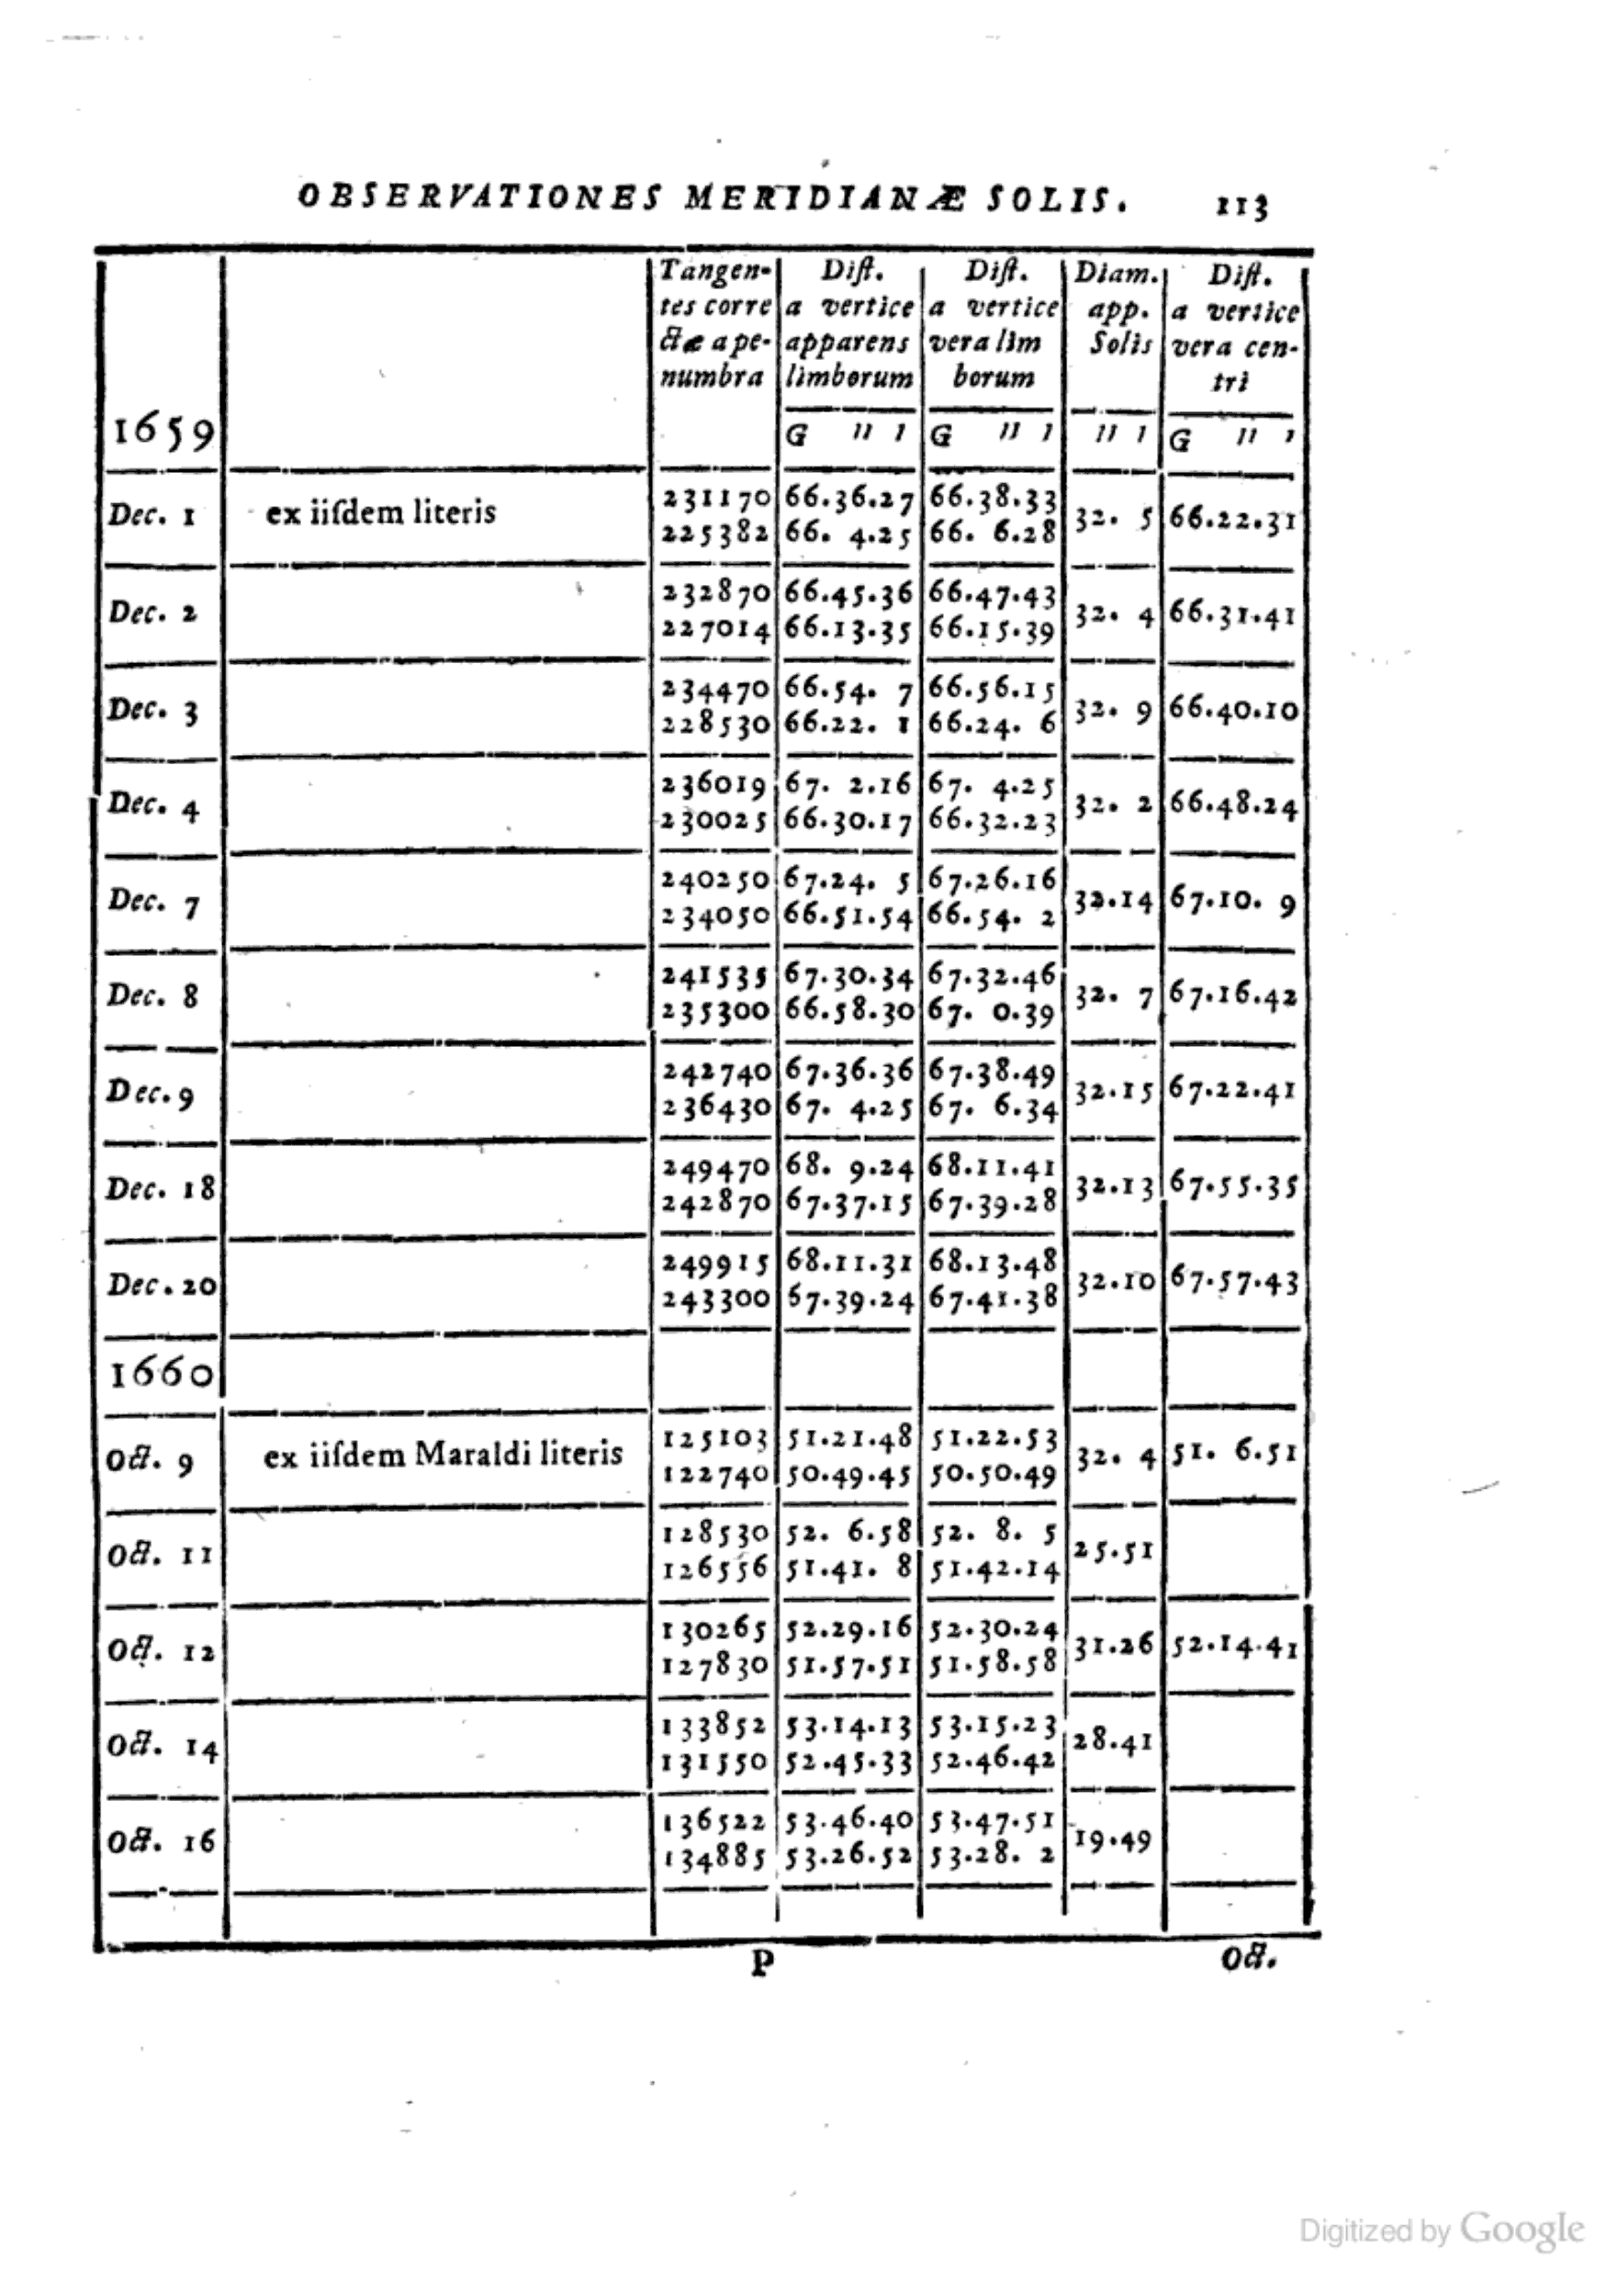 OBSERVATIONES MERIDIANÆ SOLIS. 113
1659 Tangen- Diſt. Diſt. Diam. Diſt.
tes corre a vertice a vertice app. a vertice
ctæ a pe- apparens vera lim Solis vera cen-
numbra limborum borum tri
G " ' G " ' " ' G " '
Dec. 1 ex iiſdem literis 231170 66.36.27 66.38.33 32. 5 66.22.31
225382 66. 4.25 66. 6.28
Dec. 2 232870 66.45.36 66.47.43 32. 4 66.31.41
227014 66.13.35 66.15.39
Dec. 3 234470 66.54. 7 66.56.15 32. 9 66.40.10
228530 66.22. 1 66.24. 6
Dec. 4 236019 67. 2.16 67. 4.25 32. 2 66.48.24
230025 66.30.17 66.32.23
Dec. 7 240250 67.24. 5 67.26.16 32.14 67.10. 9
234050 66.51.54 66.54. 2
Dec. 8 241535 67.30.34 67.32.46 32. 7 67.16.42
235300 66.58.30 67. 0.39
Dec. 9 242740 67.36.36 67.38.49 32.15 67.22.41
236430 67. 4.25 67. 6.34
Dec. 18 249470 68. 9.24 68.11.41 32.13 67.55.35
242870 67.37.15 67.39.28
Dec. 20 249915 68.11.31 68.13.48 32.10 67.57.43
243300 67.39.24 67.41.38
1660
Oct. 9 ex iiſdem Maraldi literis 125103 51.21.48 51.22.53 32. 4 51. 6.51
122740 50.49.45 50.50.49
Oct. 11 128530 52. 6.58 52. 8. 5 25.51
126556 51.41. 8 51.42.14
Oct. 12 130265 52.29.16 52.30.24 31.26 52.14.41
127830 51.57.51 51.58.58
Oct. 14 133852 53.14.13 53.15.23 28.41
131550 52.45.33 52.46.42
Oct. 16 136522 53.46.40 53.47.51 19.49
134885 53.26.52 53.28. 2
P Oct.
Digitized by Google